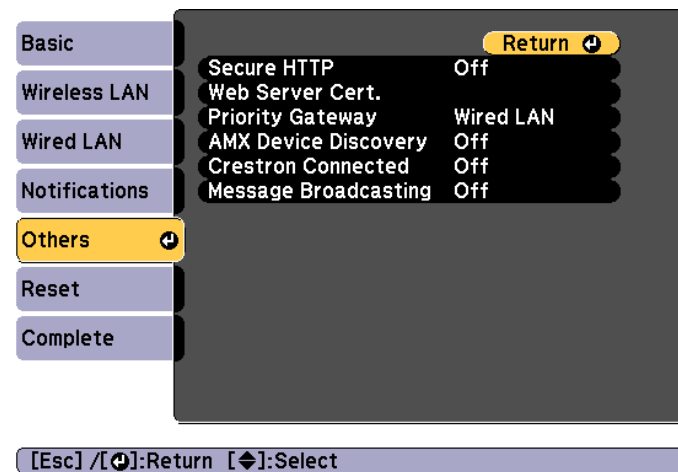 Basic
Wireless LAN
Wired LAN
Notifications
Others
Reset
Complete
Return
Secure HTTP Off
Web Server Cert.
Priority Gateway Wired LAN
AMX Device Discovery Off
Crestron Connected Off
Message Broadcasting Off
[Esc] /[⏎]:Return [◆]:Select